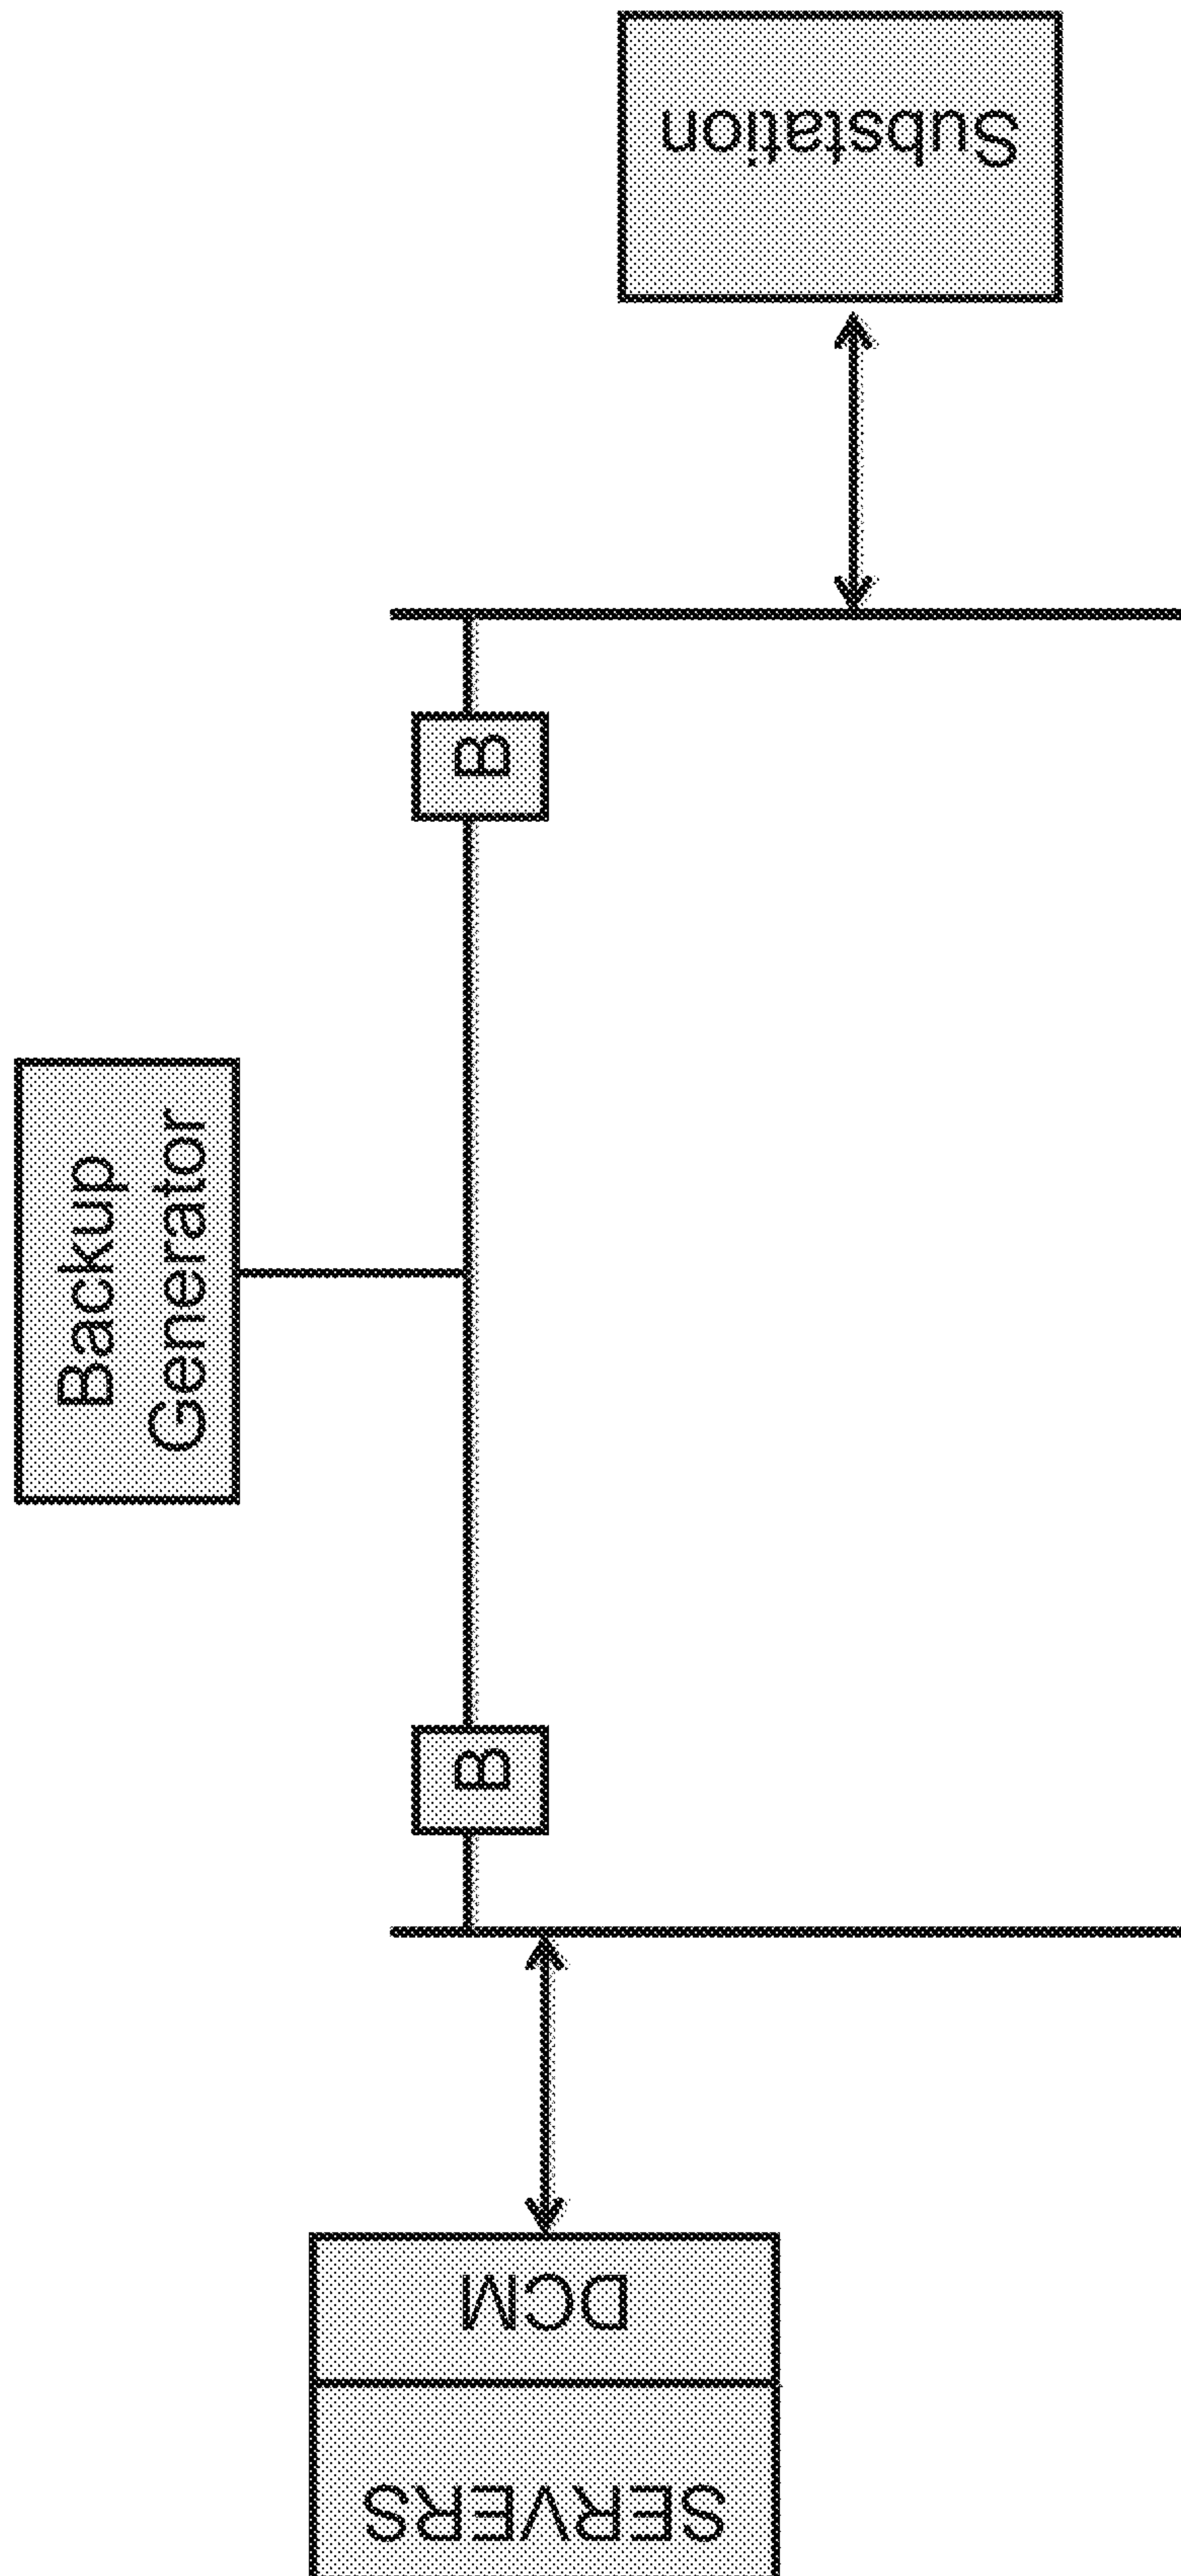 Substation
B
Backup
Generator
B
DCM
SERVERS